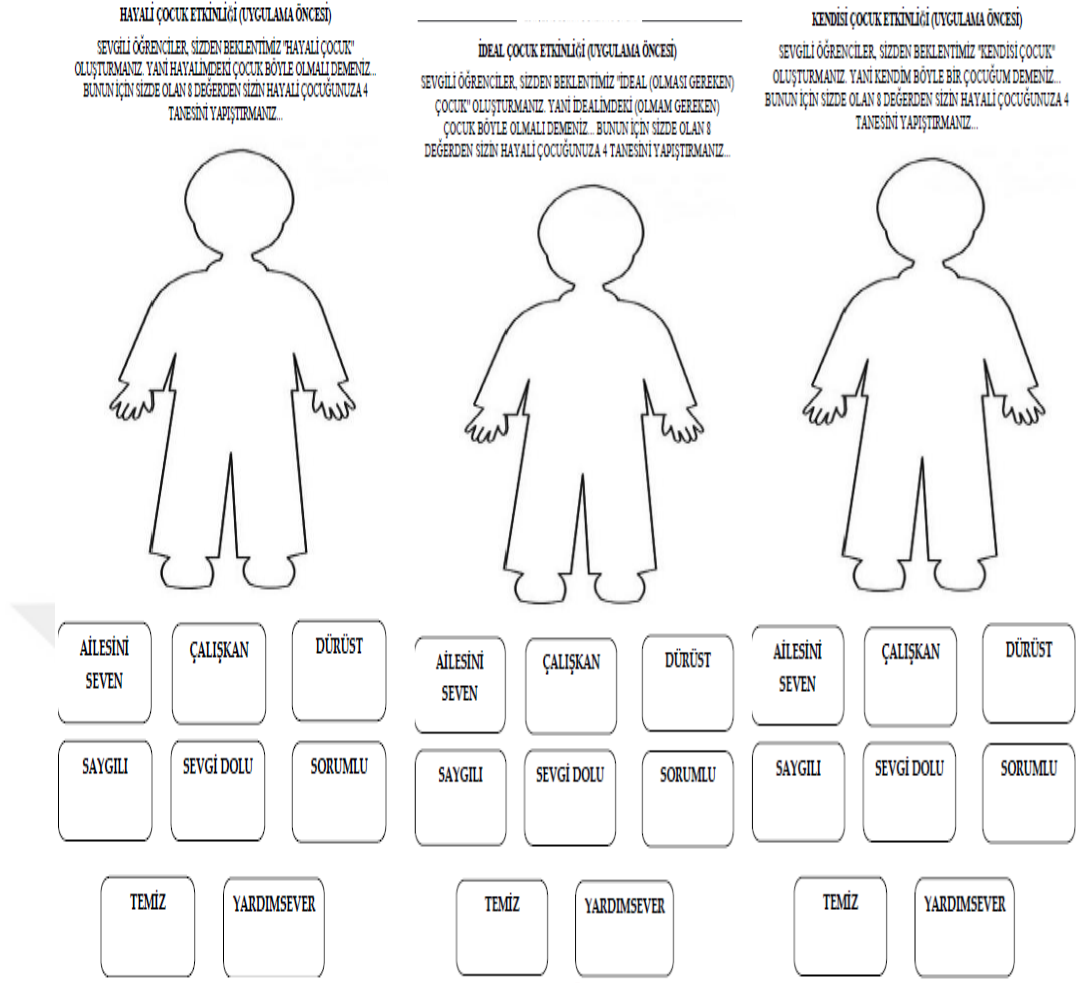 HAYALİ ÇOCUK ETKİNLİĞİ (UYGULAMA ÖNCESİ)
SEVGİLİ ÖĞRENCİLER, SİZDEN BEKLENTİMİZ "HAYALİ ÇOCUK"
OLUŞTURMANIZ. YANİ HAYALİMDEKİ ÇOCUK BÖYLE OLMALI DEMENİZ...
BUNUN İÇİN SİZDE OLAN 8 DEĞERDEN SİZİN HAYALİ ÇOCUĞUNUZA 4
TANESİNİ YAPIŞTIRMANIZ...
AİLESİNİ
SEVEN
ÇALIŞKAN
DÜRÜST
SAYGILI
SEVGİ DOLU
SORUMLU
TEMİZ
YARDIMSEVER
İDEAL ÇOCUK ETKİNLİĞİ (UYGULAMA ÖNCESİ)
SEVGİLİ ÖĞRENCİLER, SİZDEN BEKLENTİMİZ "İDEAL (OLMASI GEREKEN)
ÇOCUK" OLUŞTURMANIZ. YANİ İDEALİMDEKİ (OLMAM GEREKEN)
ÇOCUK BÖYLE OLMALI DEMENİZ... BUNUN İÇİN SİZDE OLAN 8
DEĞERDEN SİZİN HAYALİ ÇOCUĞUNUZA 4 TANESİNİ YAPIŞTIRMANIZ...
AİLESİNİ
SEVEN
ÇALIŞKAN
DÜRÜST
SAYGILI
SEVGİ DOLU
SORUMLU
TEMİZ
YARDIMSEVER
KENDİSİ ÇOCUK ETKİNLİĞİ (UYGULAMA ÖNCESİ)
SEVGİLİ ÖĞRENCİLER, SİZDEN BEKLENTİMİZ "KENDİSİ ÇOCUK"
OLUŞTURMANIZ. YANİ KENDİM BÖYLE BİR ÇOCUĞUM DEMENİZ...
BUNUN İÇİN SİZDE OLAN 8 DEĞERDEN SİZİN HAYALİ ÇOCUĞUNUZA 4
TANESİNİ YAPIŞTIRMANIZ...
AİLESİNİ
SEVEN
ÇALIŞKAN
DÜRÜST
SAYGILI
SEVGİ DOLU
SORUMLU
TEMİZ
YARDIMSEVER